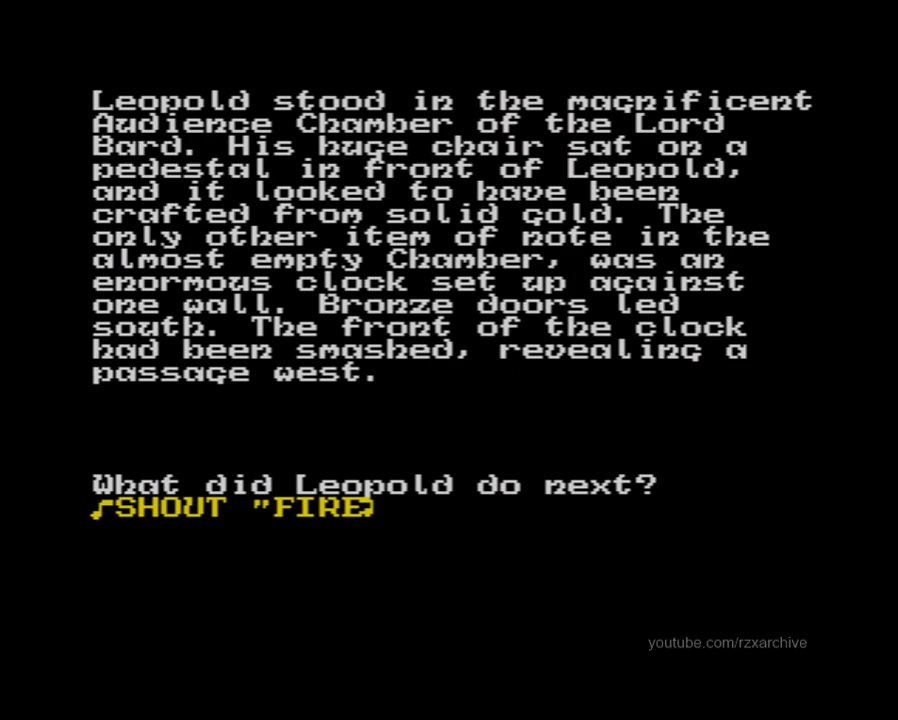 Leopold stood in the magnificent
Audience Chamber of the Lord
Bard. His huge chair sat on a
pedestal in front of Leopold,
and it looked to have been
crafted from solid gold. The
only other item of note in the
almost empty Chamber, was an
enormous clock set up against
one wall. Bronze doors led
south. The front of the clock
had been smashed, revealing a
passage west.
What did Leopold do next?
♪SHOUT "FIRE
youtube.com/rzxarchive